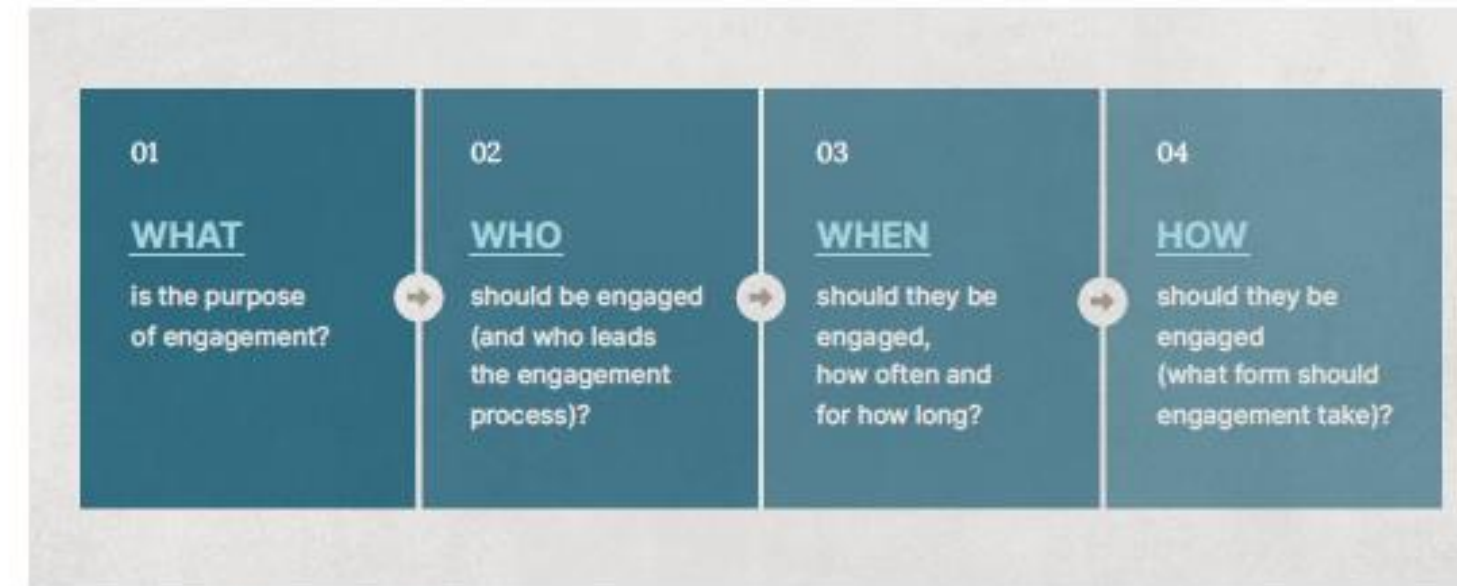 01
WHAT
is the purpose
of engagement?
02
WHO
should be engaged
(and who leads
the engagement
process)?
03
WHEN
should they be
engaged,
how often and
for how long?
04
HOW
should they be
engaged
(what form should
engagement take)?